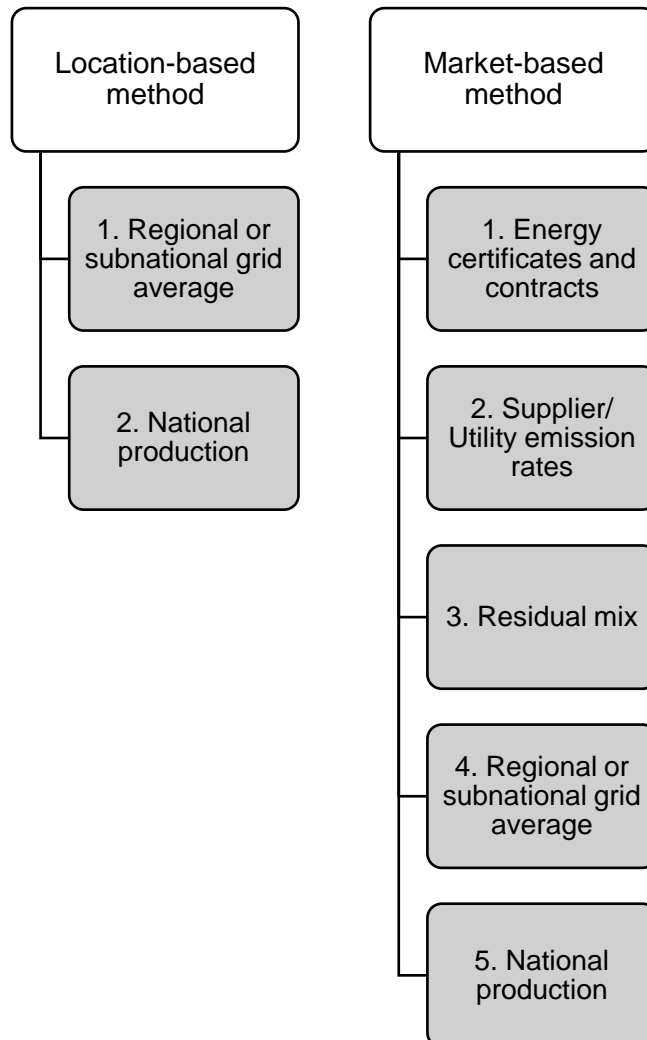 Location-based
method
1. Regional or
subnational grid
average
2. National
production
Market-based
method
1. Energy
certificates and
contracts
2. Supplier/
Utility emission
rates
3. Residual mix
4. Regional or
subnational grid
average
5. National
production